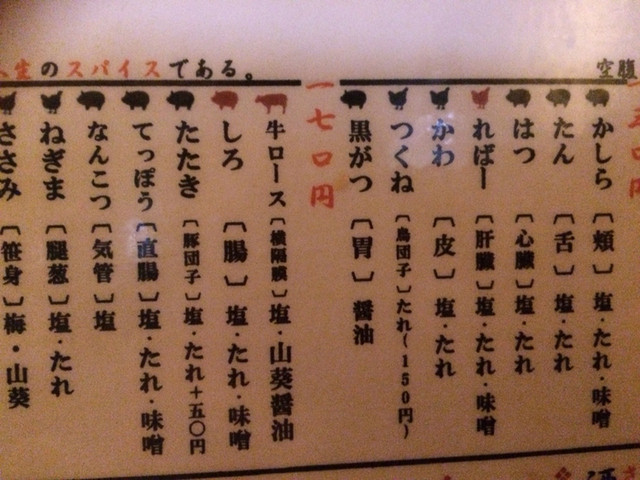 空腹
五〇円
かしら〔頬〕塩・たれ・味噌
たん〔舌〕塩・たれ
はつ〔心臓〕塩・たれ
ればー〔肝臓〕塩・たれ・味噌
かわ〔皮〕塩・たれ
つくね〔鳥団子〕たれ(150円)
黒がつ〔胃〕醤油
生のスパイスである。
一七〇円
牛ロース〔横隔膜〕塩・山葵醤油
しろ〔腸〕塩・たれ・味噌
たたき〔豚団子〕塩・たれ+五〇円
てっぽう〔直腸〕塩・たれ・味噌
なんこつ〔気管〕塩
ねぎま〔腿葱〕塩・たれ
ささみ〔笹身〕梅・山葵
酒